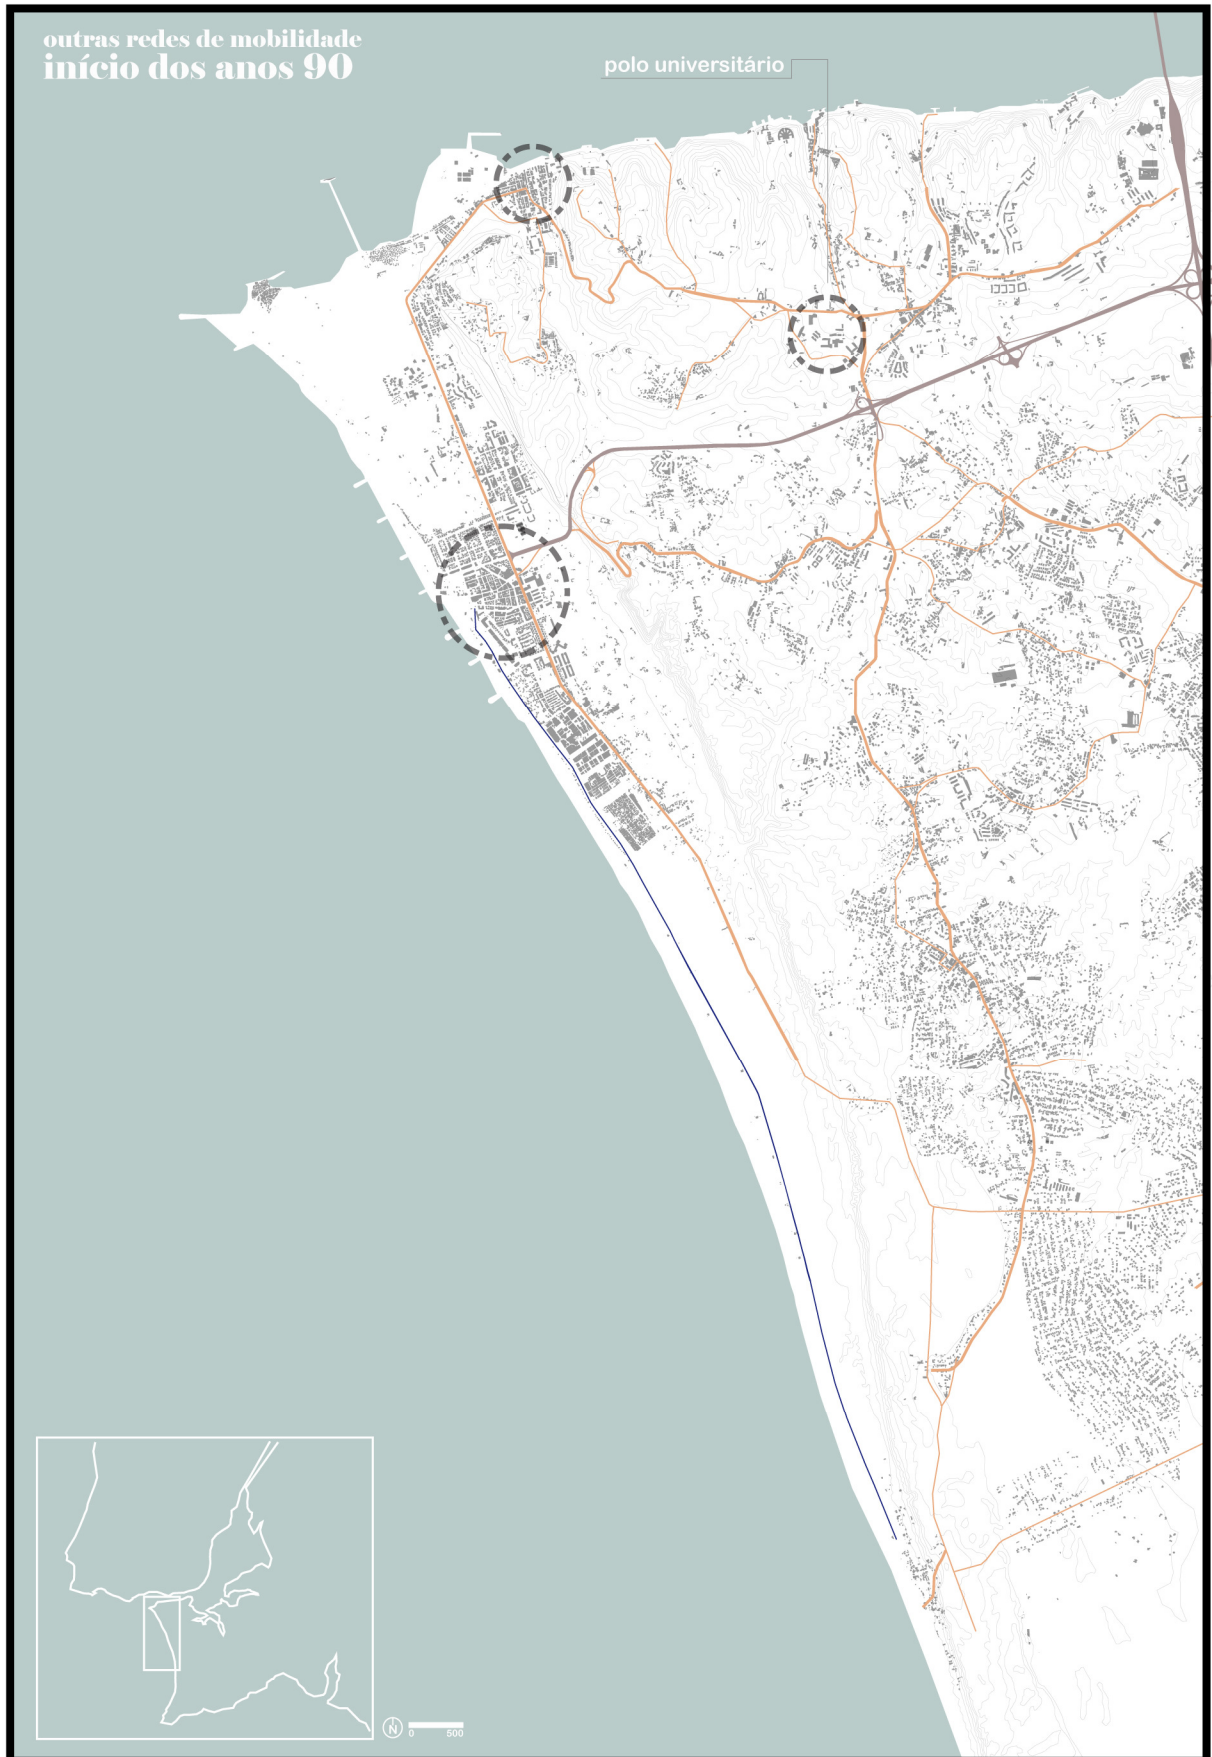 outras redes de mobilidade
início dos anos 90
polo universitário
N
0 500